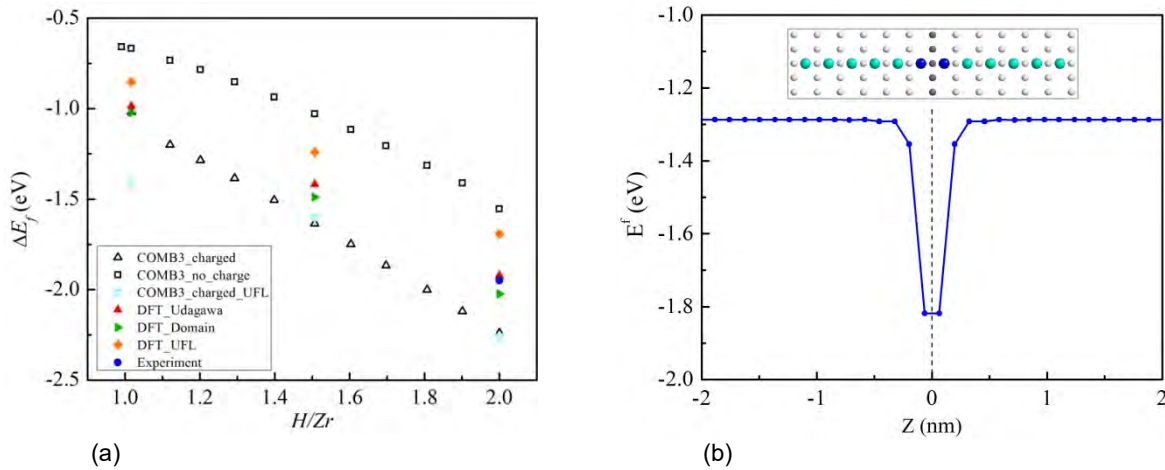 -0.5
-1.0
-1.5
-2.0
-2.5
ΔE_f (eV)
1.0 1.2 1.4 1.6 1.8 2.0
H/Zr
COMB3_charged
COMB3_no_charge
COMB3_charged_UFL
DFT_Udagawa
DFT_Domain
DFT_UFL
Experiment
(a)
-1.0
-1.2
-1.4
-1.6
-1.8
-2.0
E^f (eV)
-2 -1 0 1 2
Z (nm)
(b)